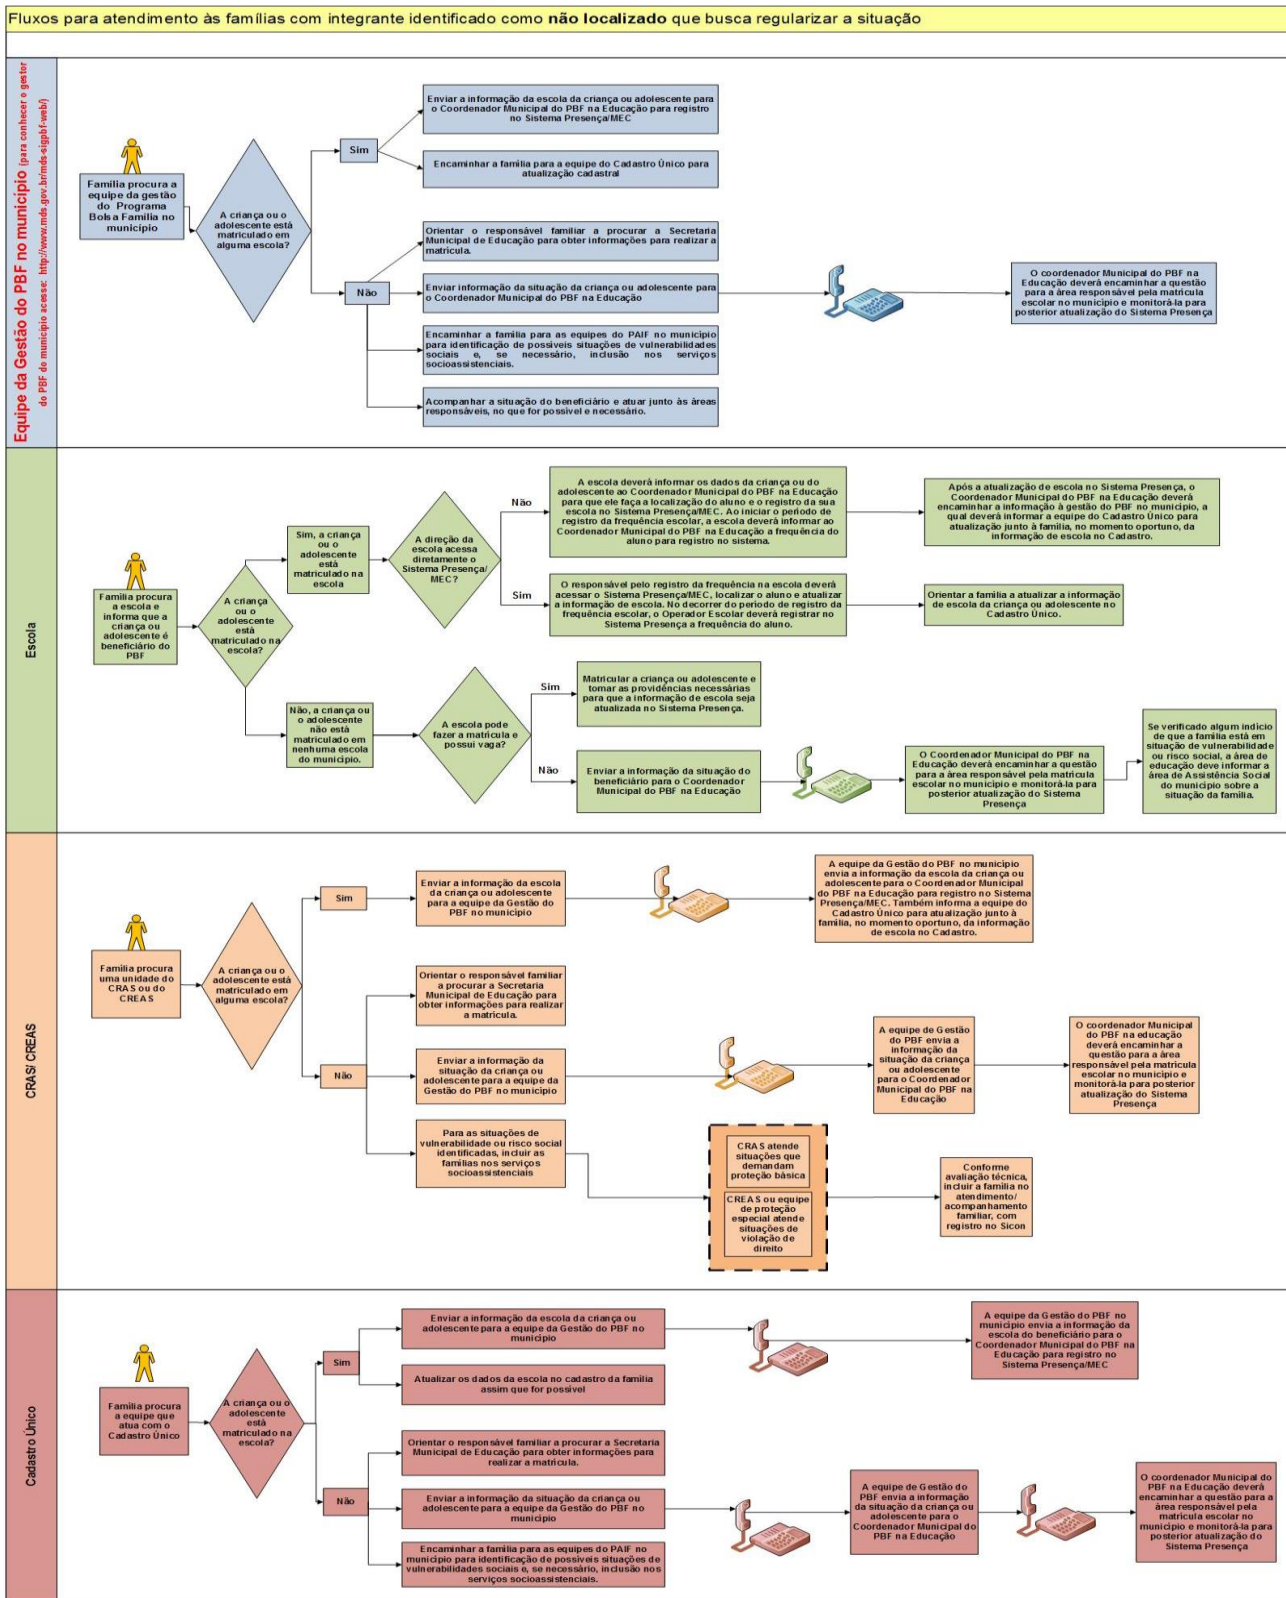 Fluxos para atendimento às famílias com integrante identificado como não localizado que busca regularizar a situação
Equipe da Gestão do PBF no município (para conhecer o gestor
do PBF do município acesse: http://www.mds.gov.br/mds-sigpbf-web/)
Família procura a
equipe da gestão
do Programa
Bolsa Família no
município
A criança ou o
adolescente está
matriculado em
alguma escola?
Sim
Enviar a informação da escola da criança ou adolescente para
o Coordenador Municipal do PBF na Educação para registro
no Sistema Presença/MEC
Encaminhar a família para a equipe do Cadastro Único para
atualização cadastral
Não
Orientar o responsável familiar a procurar a Secretaria
Municipal de Educação para obter informações para realizar a
matrícula.
Enviar informação da situação da criança ou adolescente para
o Coordenador Municipal do PBF na Educação
O coordenador Municipal do PBF na
Educação deverá encaminhar a questão
para a área responsável pela matrícula
escolar no município e monitorá-la para
posterior atualização do Sistema Presença
Encaminhar a família para as equipes do PAIF no município
para identificação de possíveis situações de vulnerabilidades
sociais e, se necessário, inclusão nos serviços
socioassistenciais.
Acompanhar a situação do beneficiário e atuar junto às áreas
responsáveis, no que for possível e necessário.
Escola
Família procura
a escola e
informa que a
criança ou
adolescente é
beneficiário do
PBF
A criança
ou o
adolescente
está
matriculado na
escola?
Sim, a criança
ou o
adolescente
está
matriculado na
escola
A direção da
escola acessa
diretamente o
Sistema Presença/
MEC?
Não
A escola deverá informar os dados da criança ou do
adolescente ao Coordenador Municipal do PBF na Educação
para que ele faça a localização do aluno e o registro da sua
escola no Sistema Presença/MEC. Ao iniciar o período de
registro da frequência escolar, a escola deverá informar ao
Coordenador Municipal do PBF na Educação a frequência do
aluno para registro no sistema.
Após a atualização de escola no Sistema Presença, o
Coordenador Municipal do PBF na Educação deverá
encaminhar a informação à gestão do PBF no município, a
qual deverá informar a equipe do Cadastro Único para
atualização junto à família, no momento oportuno, da
informação de escola no Cadastro.
Sim
O responsável pelo registro da frequência na escola deverá
acessar o Sistema Presença/MEC, localizar o aluno e atualizar
a informação de escola. No decorrer do período de registro da
frequência escolar, o Operador Escolar deverá registrar no
Sistema Presença a frequência do aluno.
Orientar a família a atualizar a informação
de escola da criança ou adolescente no
Cadastro Único.
Não, a criança ou
o adolescente
não está
matriculado em
nenhuma escola
do município.
A escola pode
fazer a matrícula e
possui vaga?
Sim
Matricular a criança ou adolescente e
tomar as providências necessárias
para que a informação de escola seja
atualizada no Sistema Presença.
Não
Enviar a informação da situação do
beneficiário para o Coordenador
Municipal do PBF na Educação
O Coordenador Municipal do PBF na
Educação deverá encaminhar a questão
para a área responsável pela matrícula
escolar no município e monitorá-la para
posterior atualização do Sistema
Presença
Se verificado algum indício
de que a família está em
situação de vulnerabilidade
ou risco social, a área de
educação deve informar a
área de Assistência Social
do município sobre a
situação da família.
CRAS/ CREAS
Família procura
uma unidade do
CRAS ou do
CREAS
A criança ou o
adolescente está
matriculado em
alguma escola?
Sim
Enviar a informação da escola
da criança ou adolescente
para a equipe da Gestão do
PBF no município
A equipe da Gestão do PBF no município
envia a informação da escola da criança ou
adolescente para o Coordenador Municipal
do PBF na Educação para registro no Sistema
Presença/MEC. Também informa a equipe do
Cadastro Único para atualização junto à
família, no momento oportuno, da informação
de escola no Cadastro.
Não
Orientar o responsável familiar
a procurar a Secretaria
Municipal de Educação para
obter informações para realizar
a matrícula.
Enviar a informação da
situação da criança ou
adolescente para a equipe da
Gestão do PBF no município
A equipe de Gestão
do PBF envia a
informação da
situação da criança
ou adolescente
para o Coordenador
Municipal do PBF na
Educação
O coordenador Municipal
do PBF na educação
deverá encaminhar a
questão para a área
responsável pela matrícula
escolar no município e
monitorá-la para posterior
atualização do Sistema
Presença
Para as situações de
vulnerabilidade ou risco social
identificadas, incluir as
famílias nos serviços
socioassistenciais
CRAS atende
situações que
demandam
proteção básica
CREAS ou equipe
de proteção
especial atende
situações de
violação de
direito
Conforme
avaliação técnica,
incluir a família no
atendimento/
acompanhamento
familiar, com
registro no Sicon
Cadastro Único
Família procura
a equipe que
atua com o
Cadastro Único
A criança ou o
adolescente
está
matriculado na
escola?
Sim
Enviar a informação da escola da criança ou
adolescente para a equipe da Gestão do PBF no
município
A equipe da Gestão do PBF no
município envia a informação da
escola do beneficiário para o
Coordenador Municipal do PBF na
Educação para registro no
Sistema Presença/MEC
Atualizar os dados da escola no cadastro da família
assim que for possível
Não
Orientar o responsável familiar a procurar a Secretaria
Municipal de Educação para obter informações para
realizar a matrícula.
Enviar a informação da situação da criança ou
adolescente para a equipe da Gestão do PBF no
município
A equipe de Gestão do
PBF envia a informação
da situação da criança ou
adolescente para o
Coordenador Municipal do
PBF na Educação
O coordenador Municipal do
PBF na Educação deverá
encaminhar a questão para a
área responsável pela
matrícula escolar no
município e monitorá-la para
posterior atualização do
Sistema Presença
Encaminhar a família para as equipes do PAIF no
município para identificação de possíveis situações de
vulnerabilidades sociais e, se necessário, inclusão nos
serviços socioassistenciais.